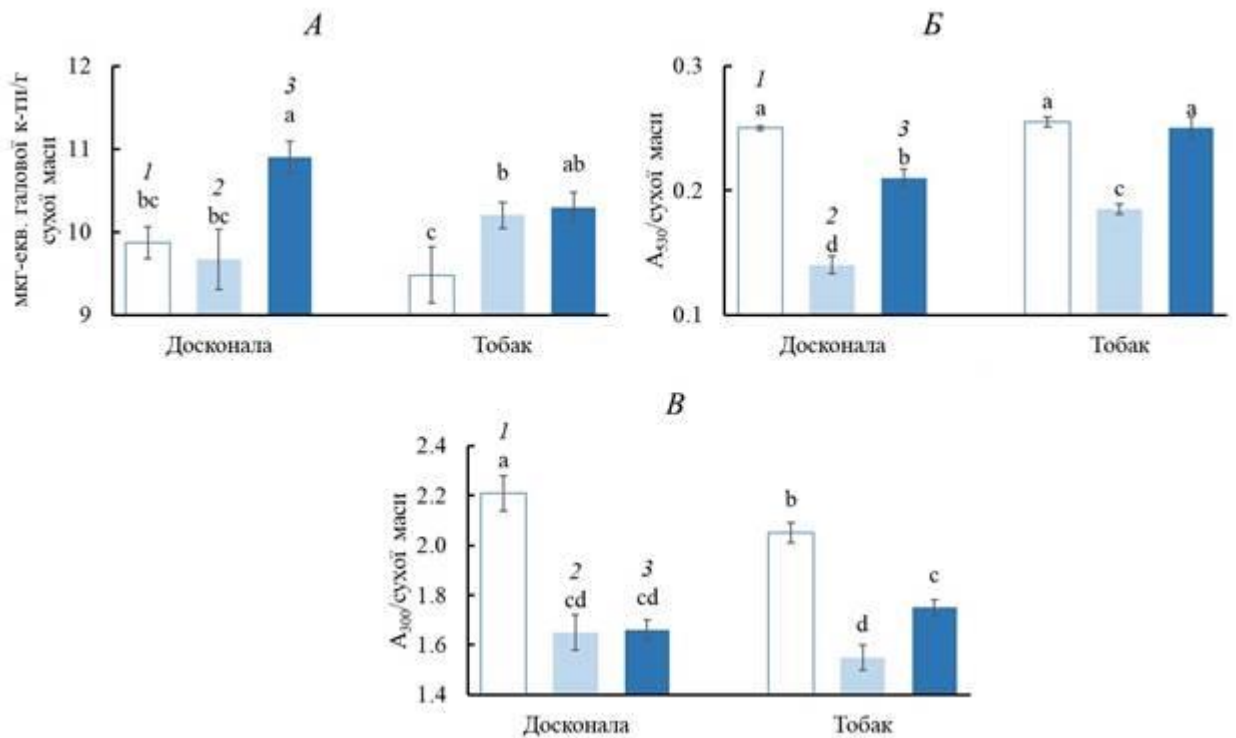 А
мкг-екв. галової к-ти/г
сухої маси
12
11
10
9
1
bc
2
bc
3
a
c
b
ab
Досконала
Тобак
Б
A₅₃₀/сухої маси
0.3
0.2
0.1
1
a
2
d
3
b
a
c
a
Досконала
Тобак
В
A₃₀₀/сухої маси
2.4
2.2
2.0
1.8
1.6
1.4
1
a
2
cd
3
cd
b
d
c
Досконала
Тобак